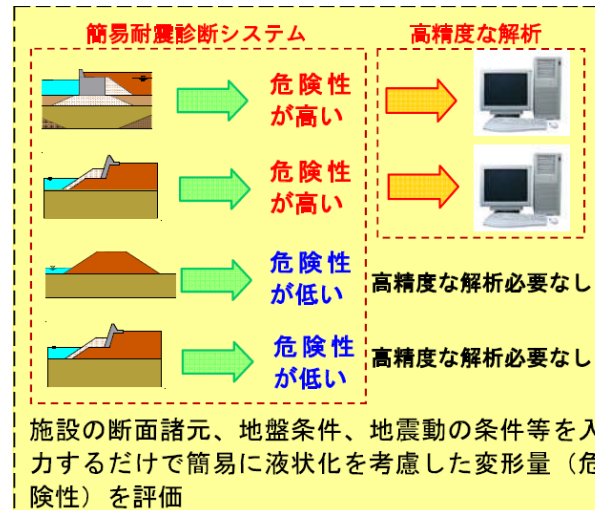 簡易耐震診断システム
高精度な解析
危険性
が高い
危険性
が高い
危険性
が低い
高精度な解析必要なし
危険性
が低い
高精度な解析必要なし
施設の断面諸元、地盤条件、地震動の条件等を入
力するだけで簡易に液状化を考慮した変形量（危
険性）を評価